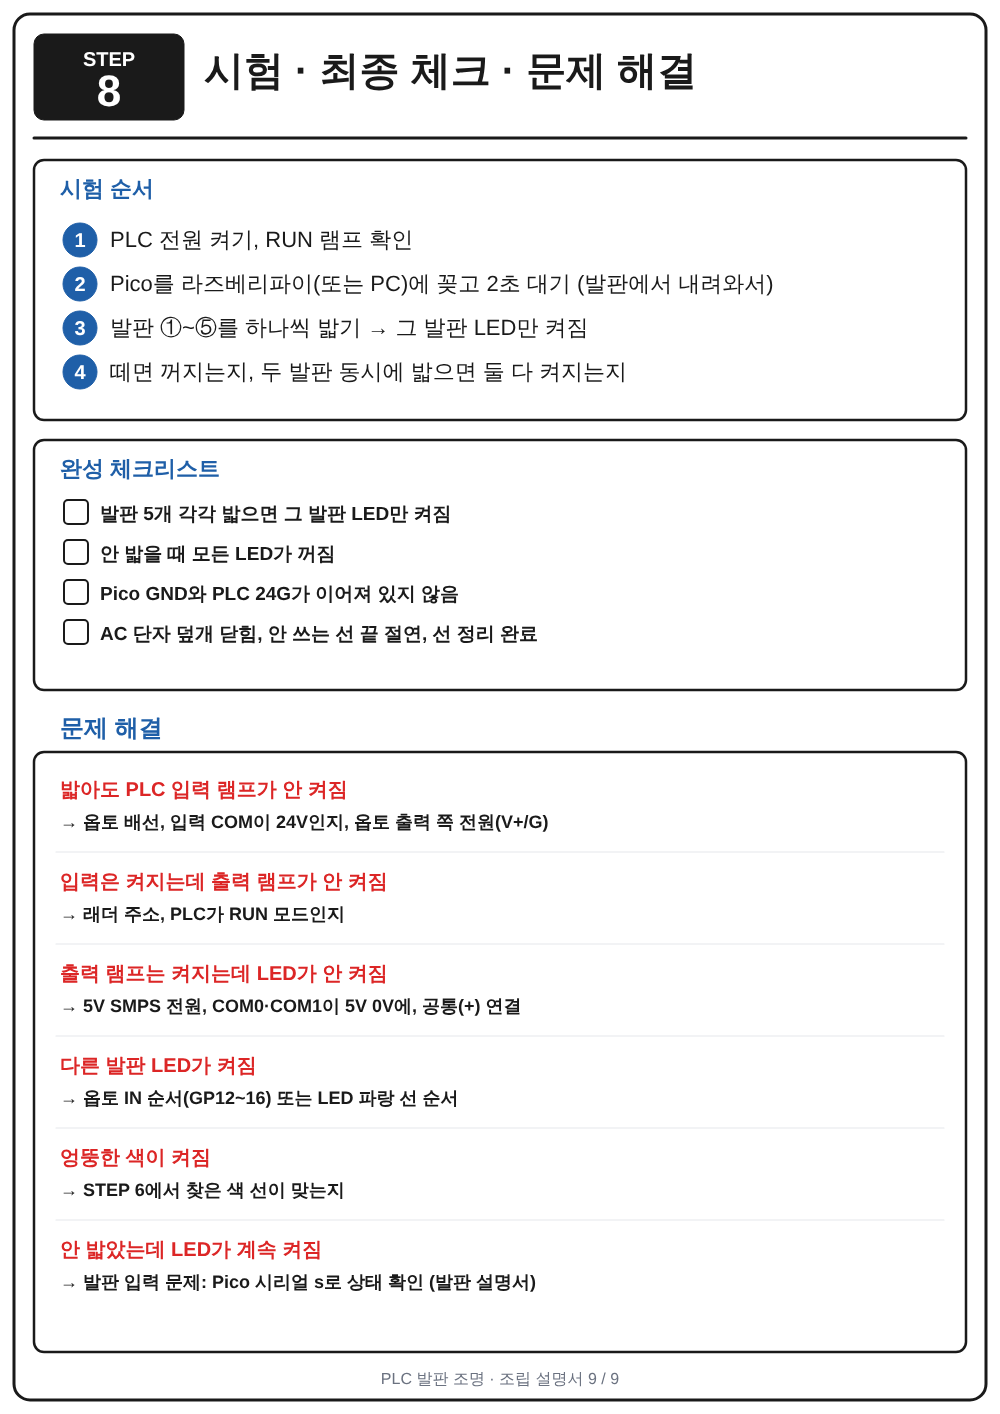 STEP
8
시험 · 최종 체크 · 문제 해결
시험 순서
1 PLC 전원 켜기, RUN 램프 확인
2 Pico를 라즈베리파이(또는 PC)에 꽂고 2초 대기 (발판에서 내려와서)
3 발판 ①~⑤를 하나씩 밟기 → 그 발판 LED만 켜짐
4 떼면 꺼지는지, 두 발판 동시에 밟으면 둘 다 켜지는지
완성 체크리스트
발판 5개 각각 밟으면 그 발판 LED만 켜짐
안 밟을 때 모든 LED가 꺼짐
Pico GND와 PLC 24G가 이어져 있지 않음
AC 단자 덮개 닫힘, 안 쓰는 선 끝 절연, 선 정리 완료
문제 해결
밟아도 PLC 입력 램프가 안 켜짐
→ 옵토 배선, 입력 COM이 24V인지, 옵토 출력 쪽 전원(V+/G)
입력은 켜지는데 출력 램프가 안 켜짐
→ 래더 주소, PLC가 RUN 모드인지
출력 램프는 켜지는데 LED가 안 켜짐
→ 5V SMPS 전원, COM0·COM1이 5V 0V에, 공통(+) 연결
다른 발판 LED가 켜짐
→ 옵토 IN 순서(GP12~16) 또는 LED 파랑 선 순서
엉뚱한 색이 켜짐
→ STEP 6에서 찾은 색 선이 맞는지
안 밟았는데 LED가 계속 켜짐
→ 발판 입력 문제: Pico 시리얼 s로 상태 확인 (발판 설명서)
PLC 발판 조명 · 조립 설명서 9 / 9